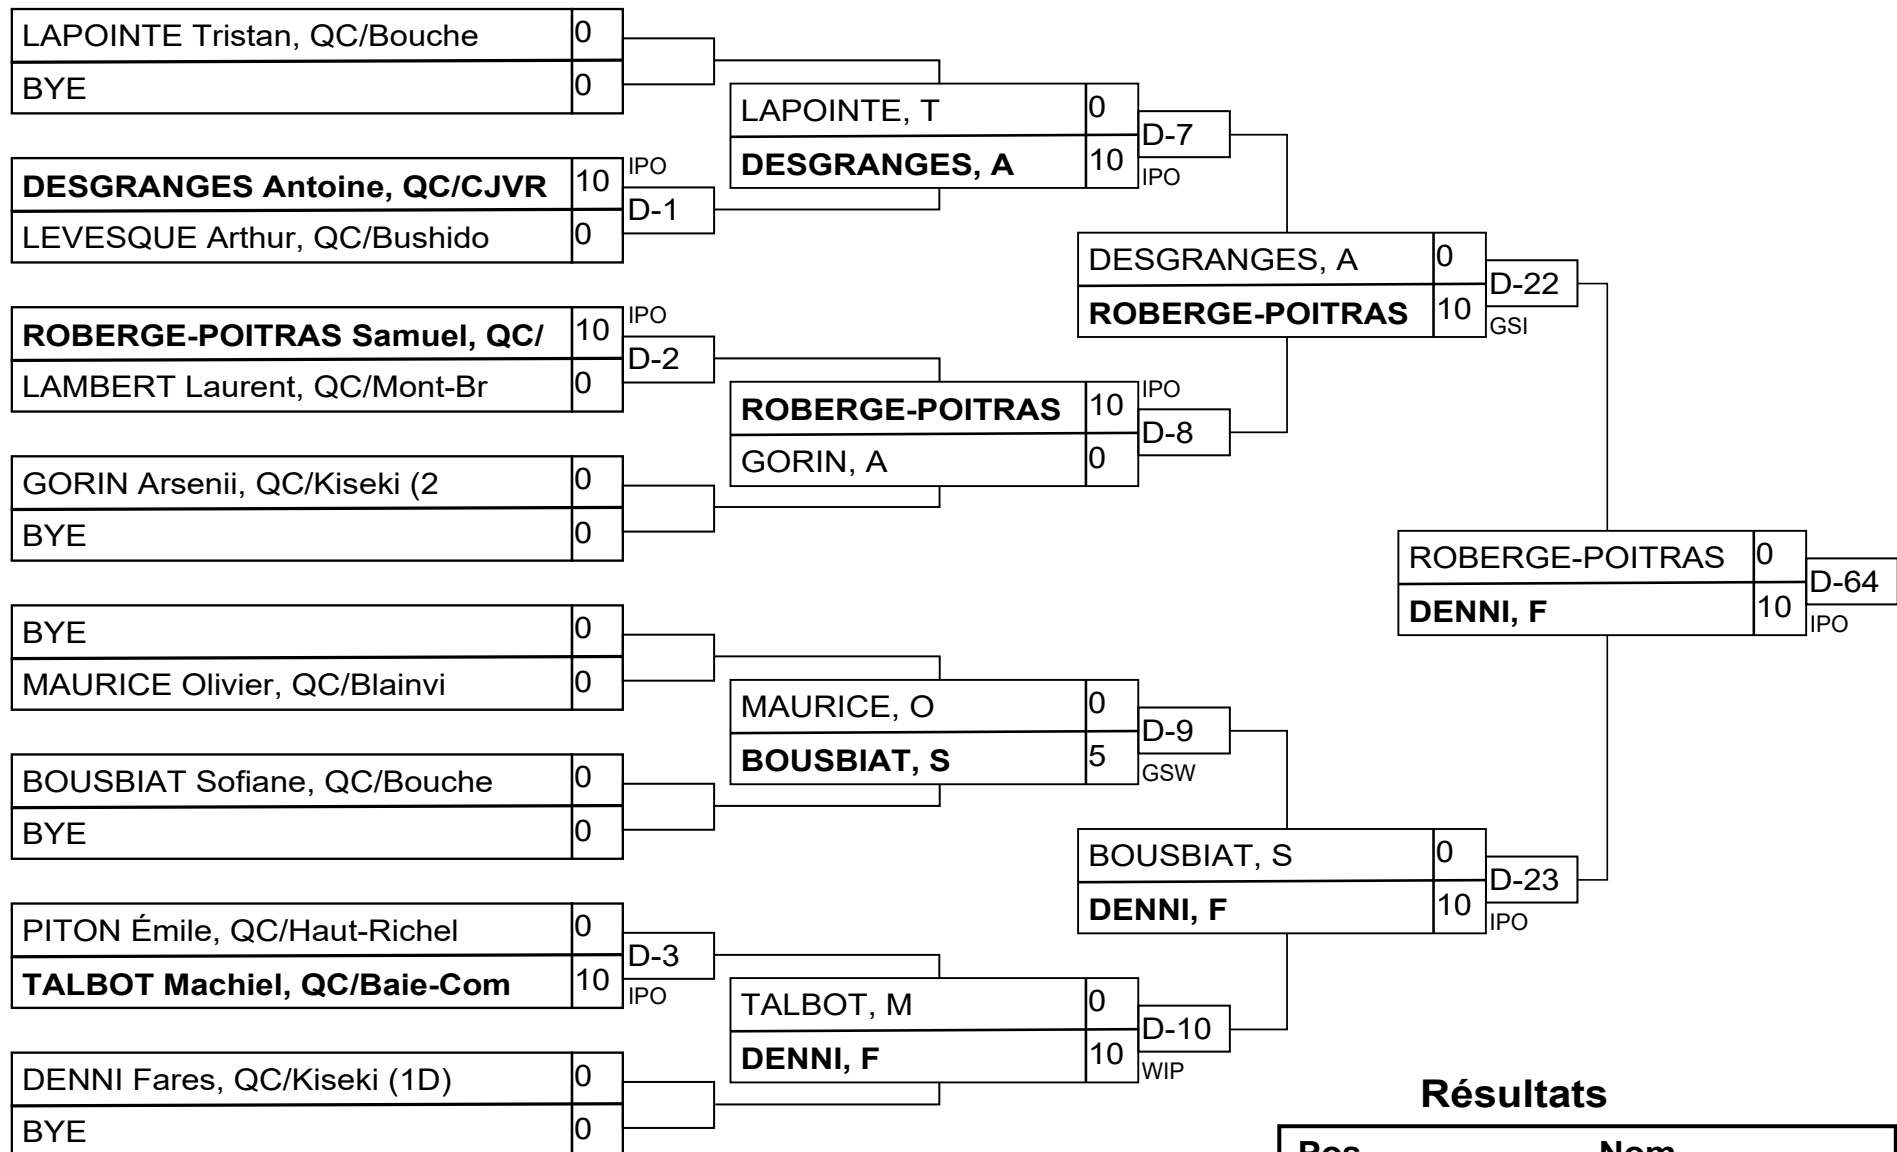 LAPOINTE Tristan, QC/Bouche 0
BYE 0
DESGRANGES Antoine, QC/CJVR 10 IPO
D-1
LEVESQUE Arthur, QC/Bushido 0
ROBERGE-POITRAS Samuel, QC/ 10 IPO
D-2
LAMBERT Laurent, QC/Mont-Br 0
GORIN Arsenii, QC/Kiseki (2 0
BYE 0
BYE 0
MAURICE Olivier, QC/Blainvi 0
BOUSBIAT Sofiane, QC/Bouche 0
BYE 0
PITON Émile, QC/Haut-Richel 0
D-3
TALBOT Machiel, QC/Baie-Com 10 IPO
DENNI Fares, QC/Kiseki (1D) 0
BYE 0
LAPOINTE, T 0
D-7
DESGRANGES, A 10 IPO
ROBERGE-POITRAS 10 IPO
D-8
GORIN, A 0
MAURICE, O 0
D-9
BOUSBIAT, S 5 GSW
TALBOT, M 0
D-10
DENNI, F 10 WIP
DESGRANGES, A 0
D-22
ROBERGE-POITRAS 10 GSI
BOUSBIAT, S 0
D-23
DENNI, F 10 IPO
ROBERGE-POITRAS 0
D-64
DENNI, F 10 IPO
Résultats
Pos Nom